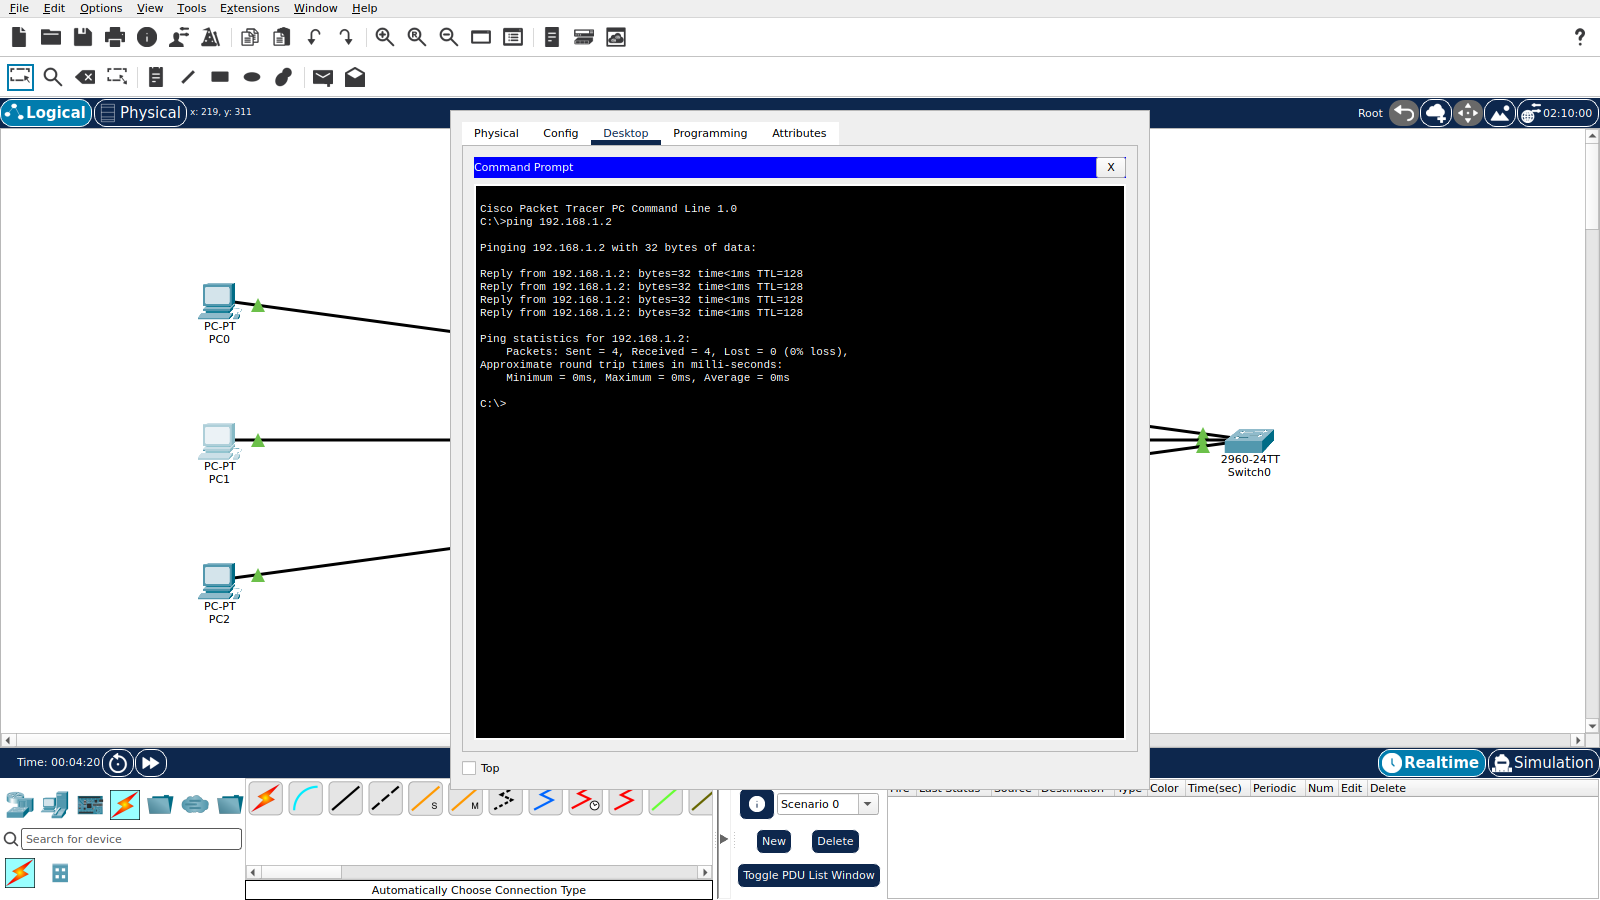 File Edit Options View Tools Extensions Window Help
Logical Physical x: 219, y: 311 Root 02:10:00
Physical Config Desktop Programming Attributes
Command Prompt X
Cisco Packet Tracer PC Command Line 1.0
C:\>ping 192.168.1.2
Pinging 192.168.1.2 with 32 bytes of data:
Reply from 192.168.1.2: bytes=32 time<1ms TTL=128
Reply from 192.168.1.2: bytes=32 time<1ms TTL=128
Reply from 192.168.1.2: bytes=32 time<1ms TTL=128
Reply from 192.168.1.2: bytes=32 time<1ms TTL=128
Ping statistics for 192.168.1.2:
Packets: Sent = 4, Received = 4, Lost = 0 (0% loss),
Approximate round trip times in milli-seconds:
Minimum = 0ms, Maximum = 0ms, Average = 0ms
C:\>
PC-PT
PC0
PC-PT
PC1
PC-PT
PC2
2960-24TT
Switch0
Top
Time: 00:04:20 Realtime Simulation
S M
Search for device
Automatically Choose Connection Type
Scenario 0
New Delete
Toggle PDU List Window
Fire Last Status Source Destination Type Color Time(sec) Periodic Num Edit Delete